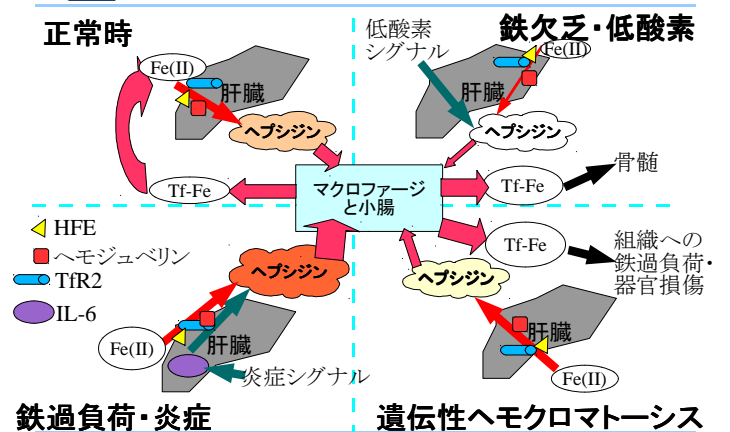 正常時
Fe(II)
肝臓
ヘプシジン
Tf-Fe
低酸素
シグナル
鉄欠乏・低酸素
Fe(II)
肝臓
ヘプシジン
Tf-Fe
骨髄
マクロファージ
と小腸
HFE
ヘモジュベリン
TfR2
IL-6
ヘプシジン
Fe(II)
肝臓
炎症シグナル
鉄過負荷・炎症
Tf-Fe
組織への
鉄過負荷・
器官損傷
ヘプシジン
肝臓
Fe(II)
遺伝性ヘモクロマトーシス